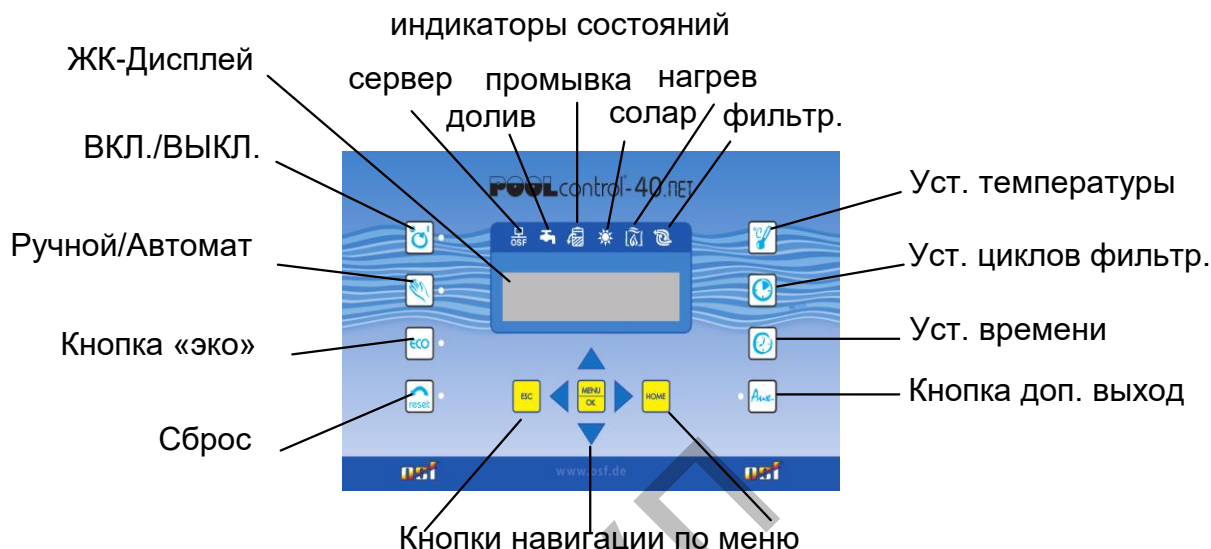 индикаторы состояний
ЖК-Дисплей
сервер промывка нагрев
долив солар фильтр.
ВКЛ./ВЫКЛ.
POOLcontrol-40.net
Уст. температуры
OSF
°C
Ручной/Автомат
Уст. циклов фильтр.
Кнопка «эко»
eco
Уст. времени
Сброс
reset
ESC
MENU
OK
HOME
Aux.
Кнопка доп. выход
osf
www.osf.de
osf
Кнопки навигации по меню